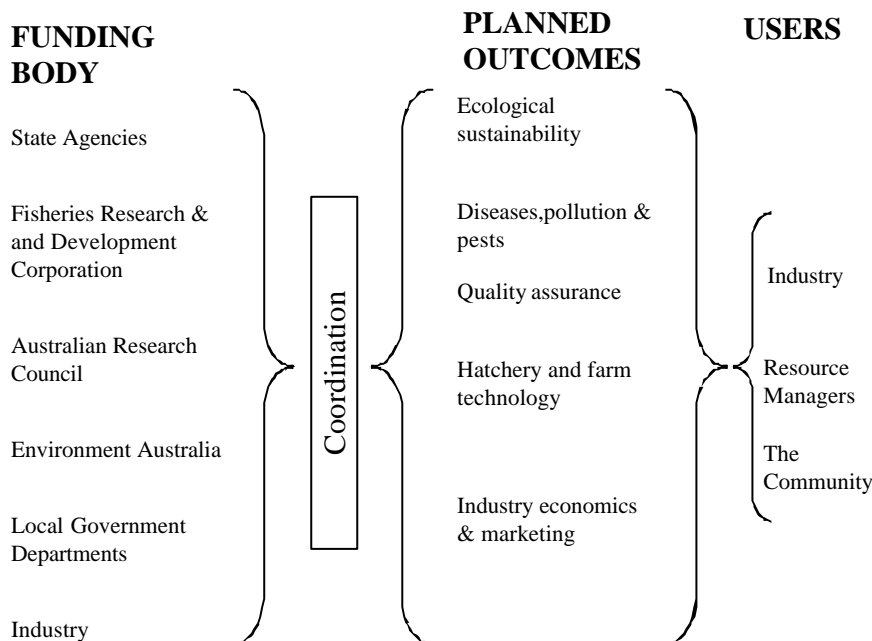 FUNDING
BODY
State Agencies
Fisheries Research &
and Development
Corporation
Australian Research
Council
Environment Australia
Local Government
Departments
Industry
Coordination
PLANNED
OUTCOMES
Ecological
sustainability
Diseases,pollution &
pests
Quality assurance
Hatchery and farm
technology
Industry economics
& marketing
USERS
Industry
Resource
Managers
The
Community